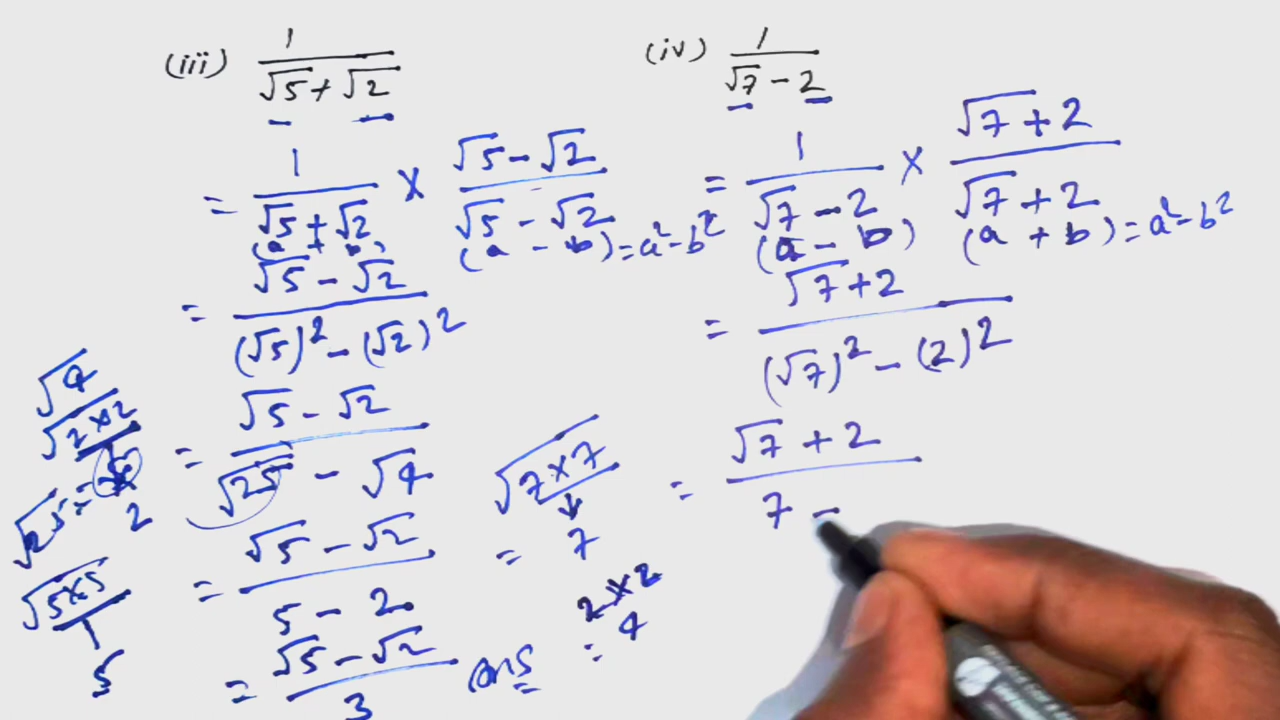 (iii) 1/(√5 + √2)
= 1/(√5 + √2) × (√5 - √2)/(√5 - √2)
(a + b) (a - b) = a² - b²
= (√5 - √2)/((√5)² - (√2)²)
= (√5 - √2)/(√25 - √4)
= (√5 - √2)/(5 - 2)
= (√5 - √2)/3 ans
√4
√2×2
2
√25 =
√5×5
5
(iv) 1/(√7 - 2)
= 1/(√7 - 2) × (√7 + 2)/(√7 + 2)
(a - b) (a + b) = a² - b²
= (√7 + 2)/((√7)² - (2)²)
= (√7 + 2)/(7 -
√7×7
= 7
2×2
= 4